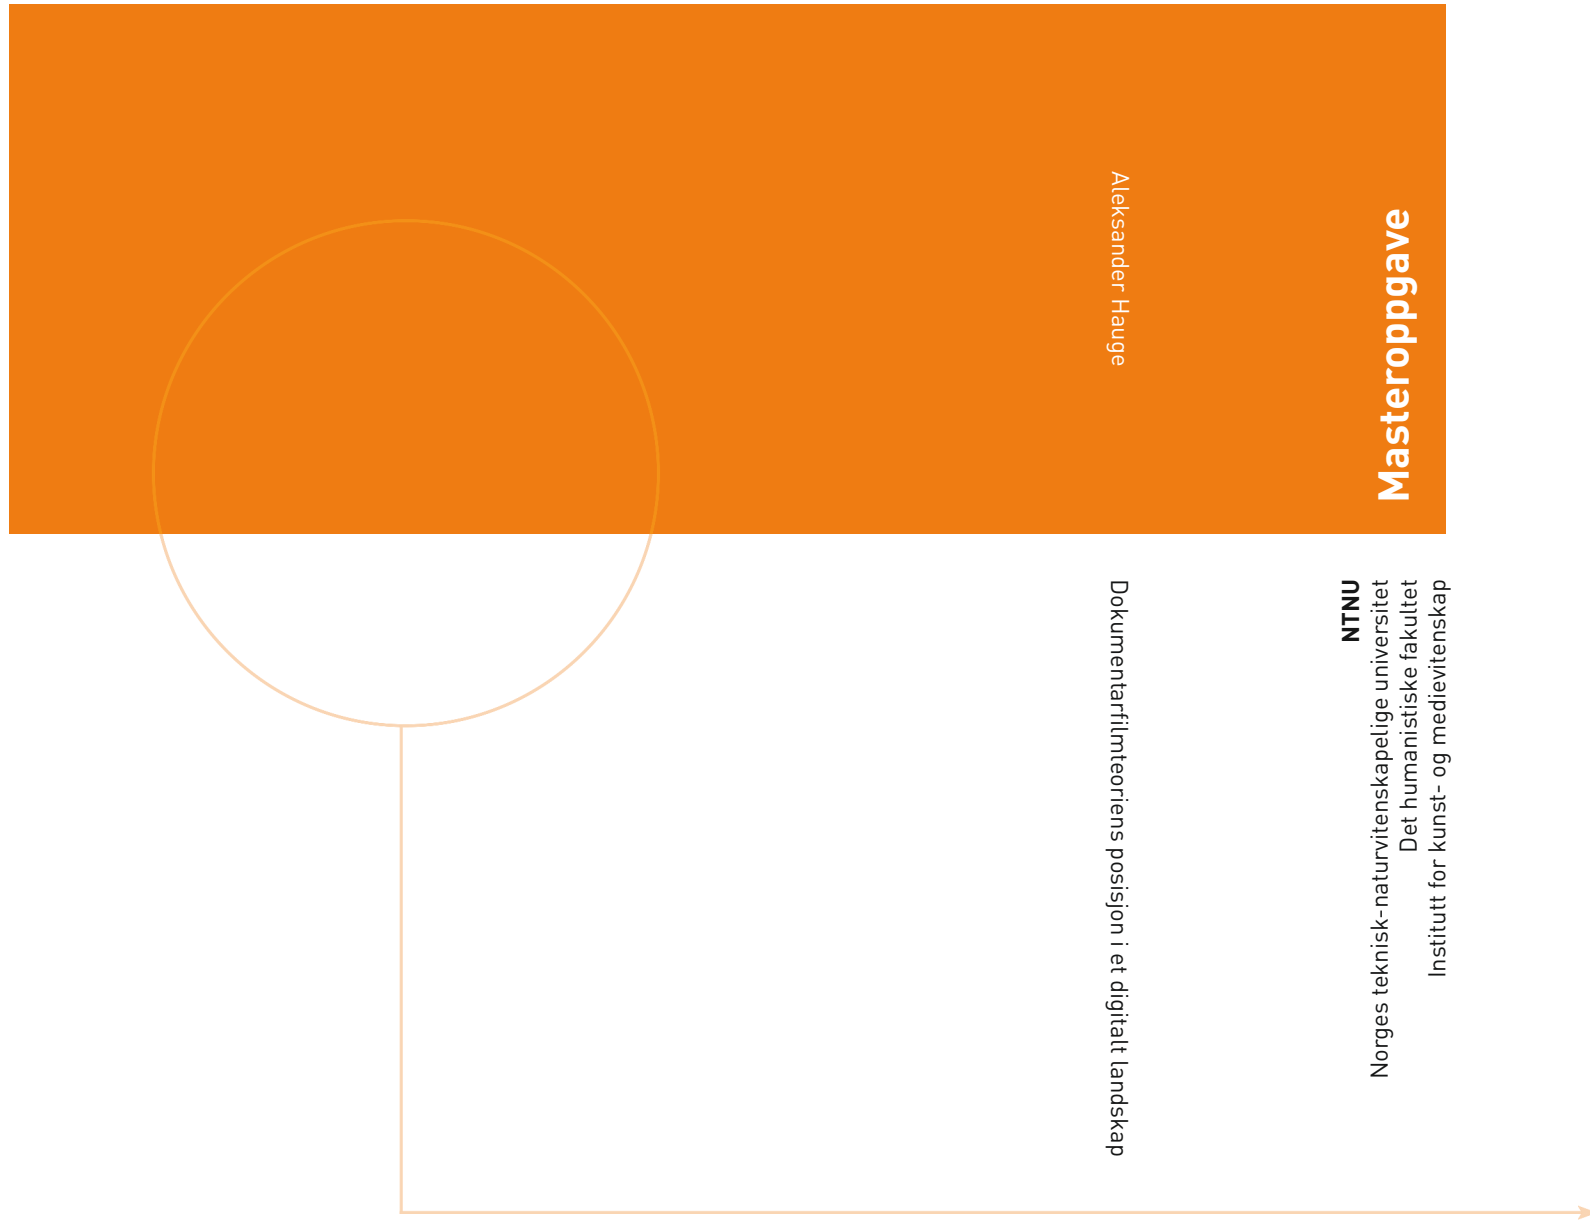 Masteroppgave
NTNU
Norges teknisk-naturvitenskapelige universitet
Det humanistiske fakultet
Institutt for kunst- og medievitenskap
Aleksander Hauge
Dokumentarfilmteoriens posisjon i et digitalt landskap